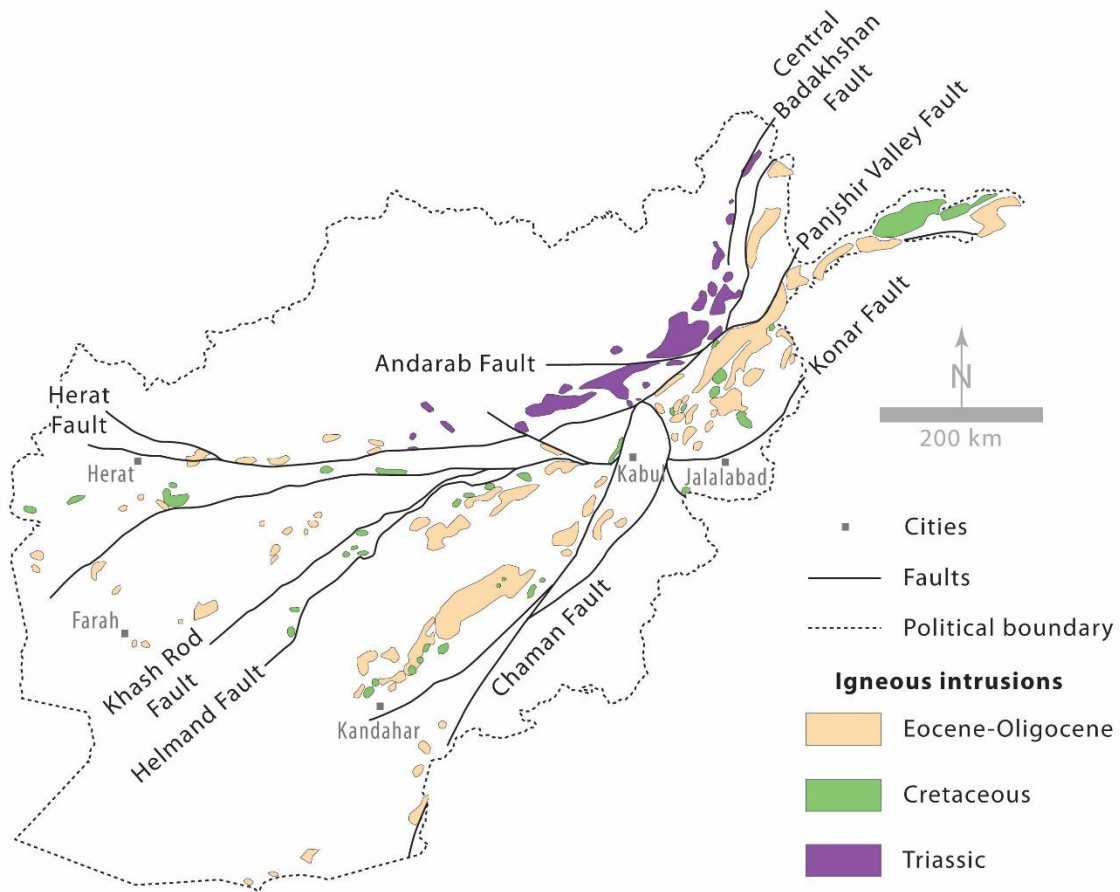 Central
Badakhshan
Fault
Panjshir Valley Fault
Konar Fault
Andarab Fault
Herat
Fault
Herat
Kabul
Jalalabad
N
200 km
Farah
Khash Rod
Fault
Helmand Fault
Chaman Fault
Kandahar
Cities
Faults
Political boundary
Igneous intrusions
Eocene-Oligocene
Cretaceous
Triassic